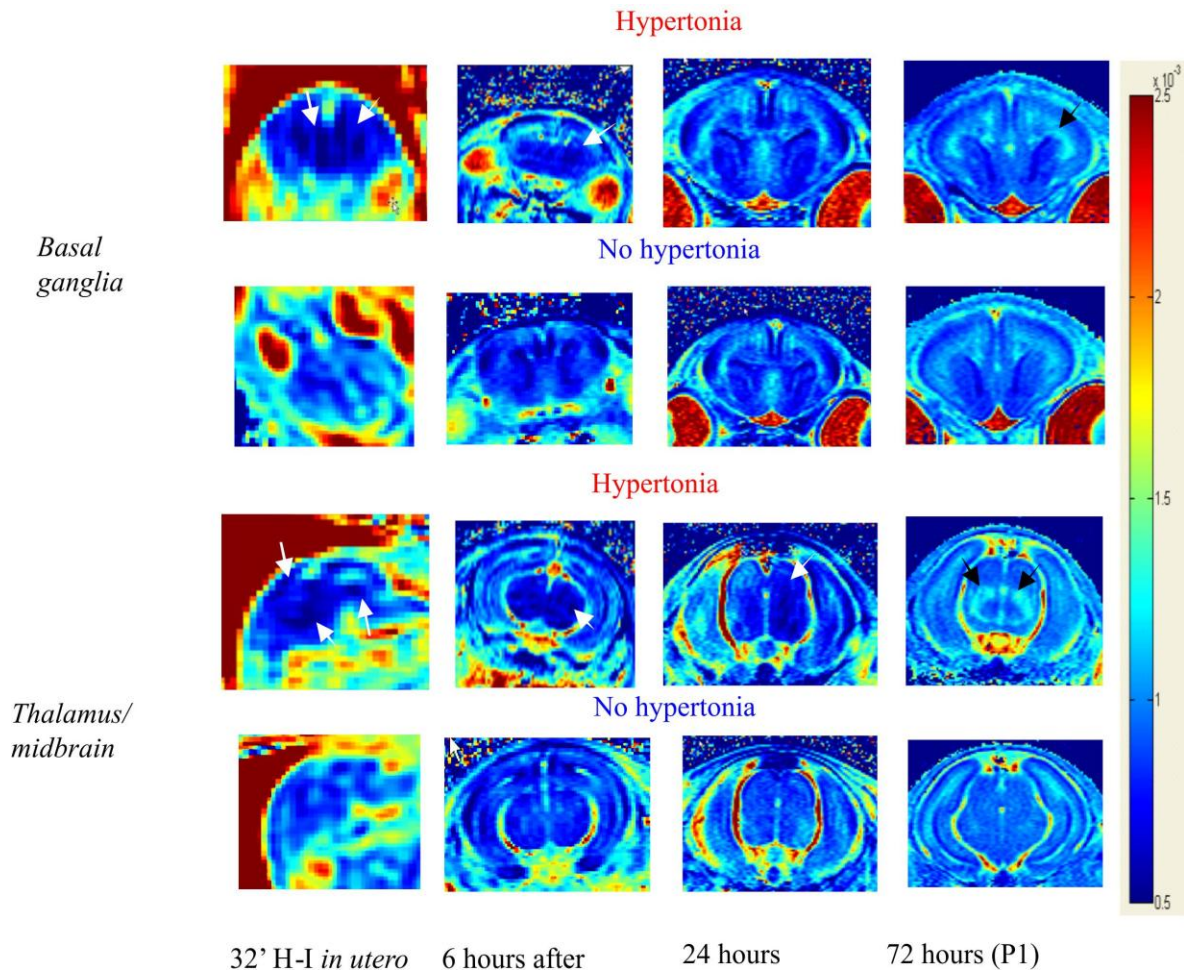 Hypertonia
x 10⁻³
2.5
Basal
ganglia
No hypertonia
2
Hypertonia
1.5
Thalamus/
midbrain
No hypertonia
1
0.5
32’ H-I in utero
6 hours after
24 hours
72 hours (P1)